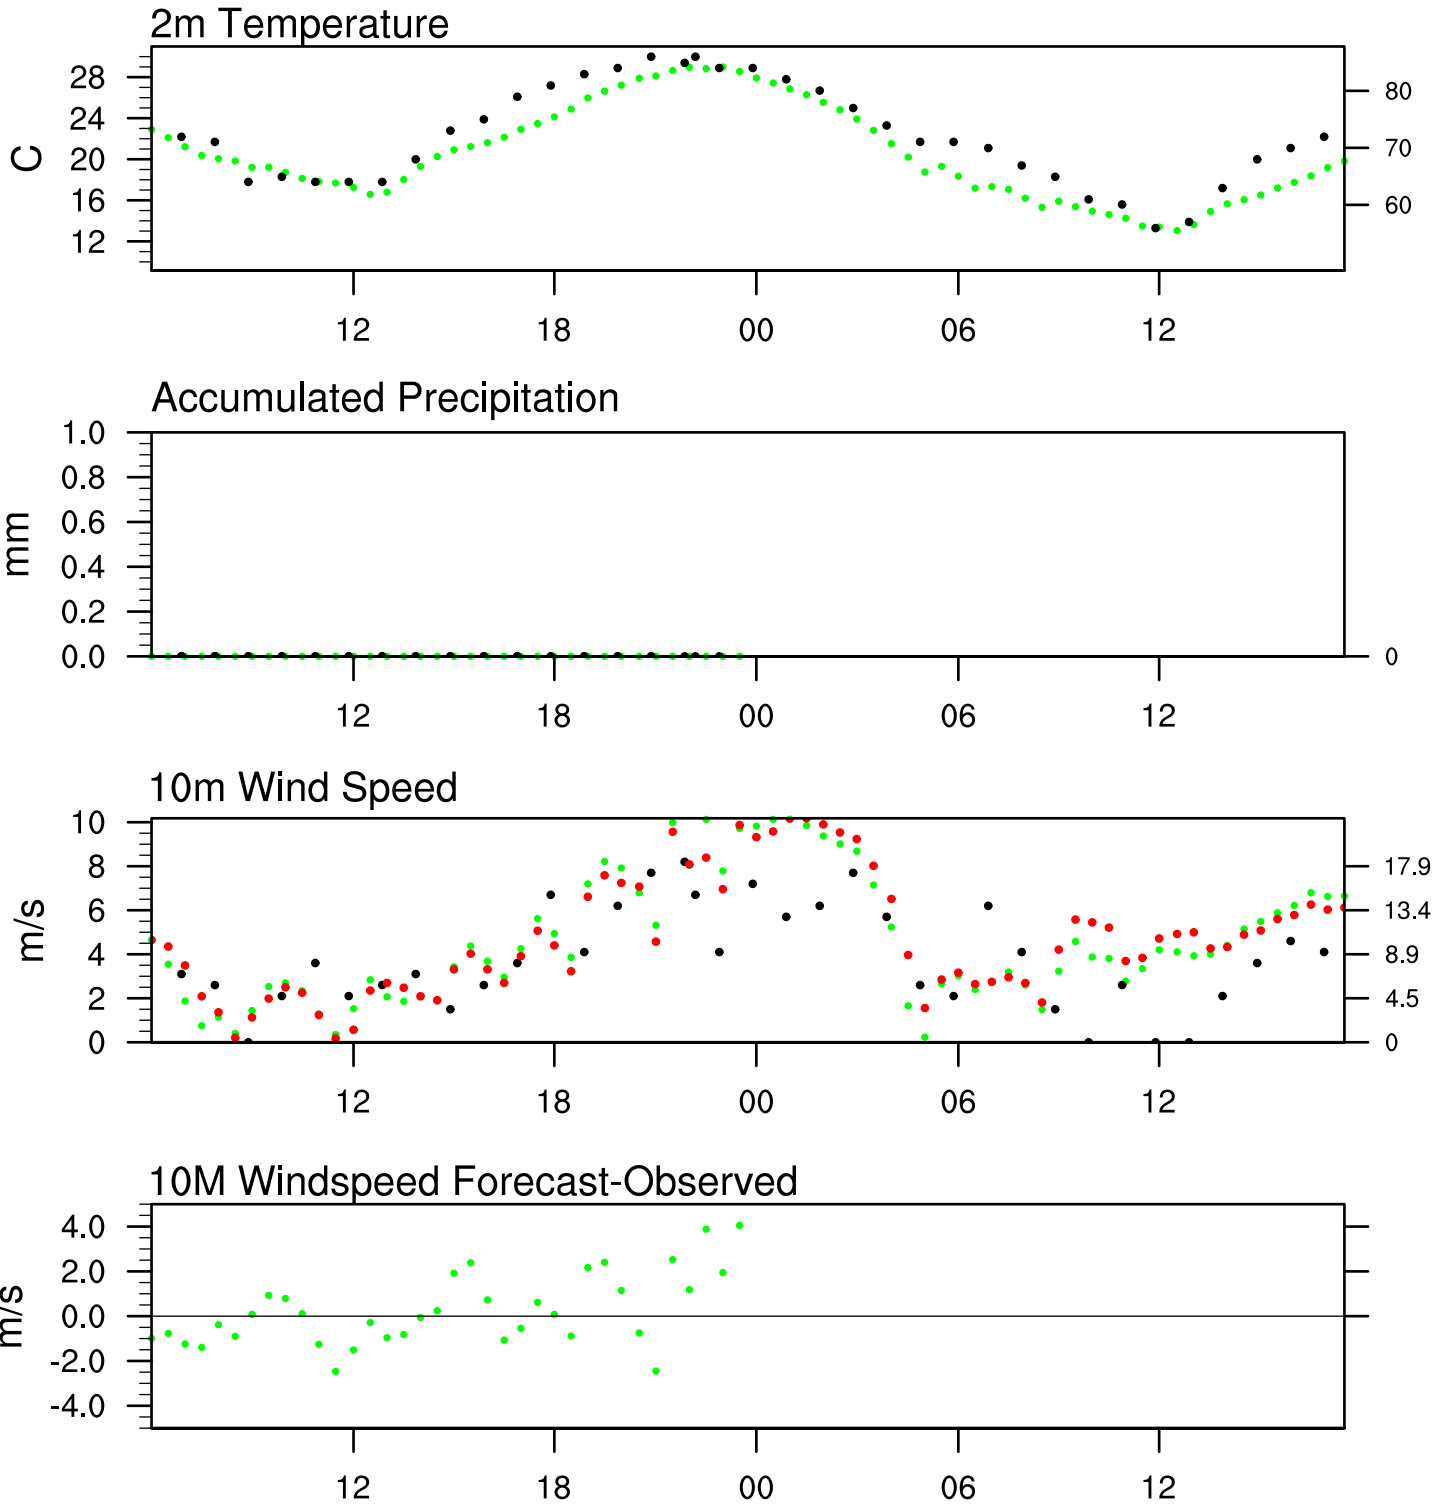 2m Temperature
28
24
20
16
12
C
80
70
60
12 18 00 06 12
Accumulated Precipitation
1.0
0.8
0.6
0.4
0.2
0.0
mm
0
12 18 00 06 12
10m Wind Speed
10
8
6
4
2
0
m/s
17.9
13.4
8.9
4.5
0
12 18 00 06 12
10M Windspeed Forecast-Observed
4.0
2.0
0.0
-2.0
-4.0
m/s
12 18 00 06 12